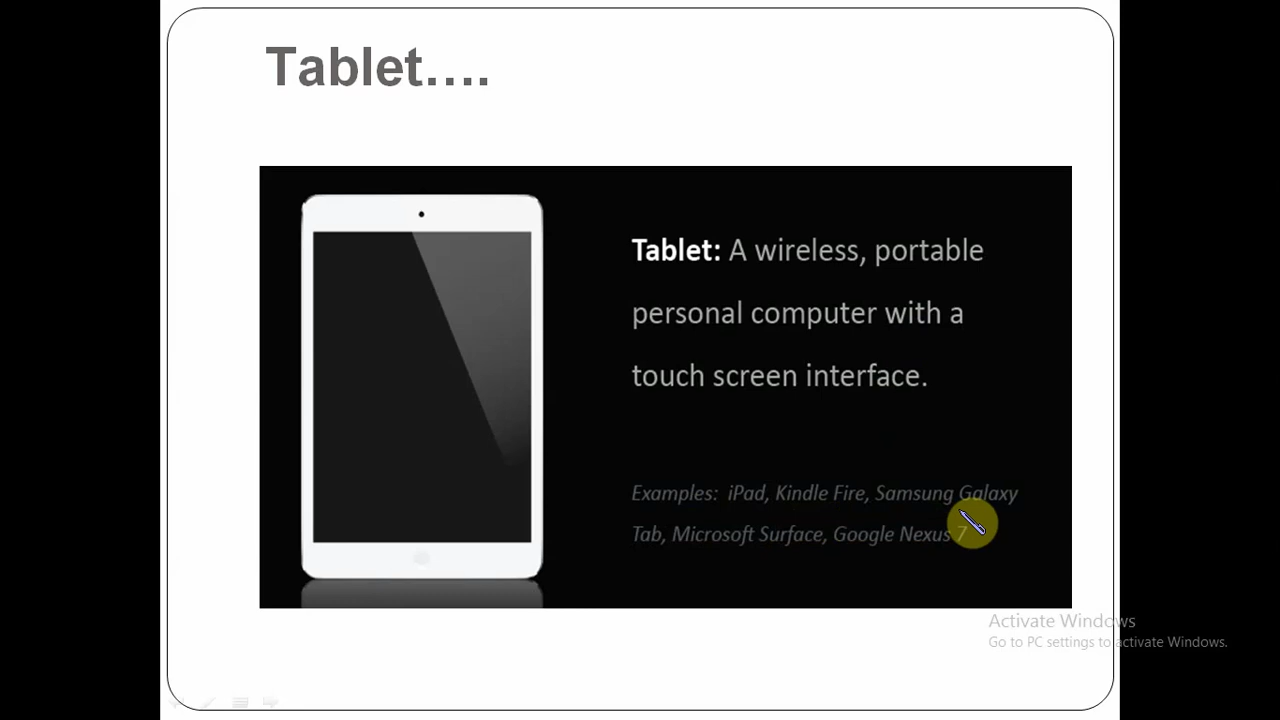 Tablet….
Tablet: A wireless, portable
personal computer with a
touch screen interface.
Examples: iPad, Kindle Fire, Samsung Galaxy
Tab, Microsoft Surface, Google Nexus 7
Activate Windows
Go to PC settings to activate Windows.